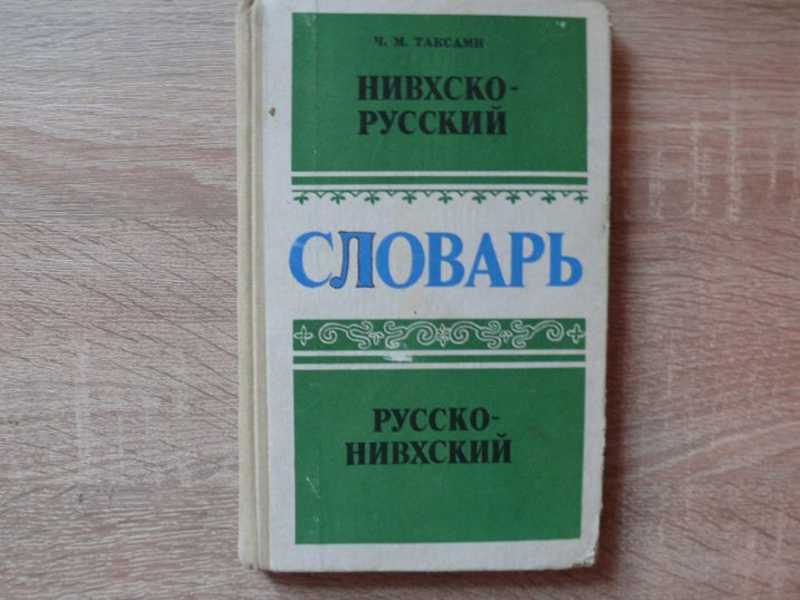 Ч. М. ТАКСАМИ
НИВХСКО-
РУССКИЙ
СЛОВАРЬ
РУССКО-
НИВХСКИЙ